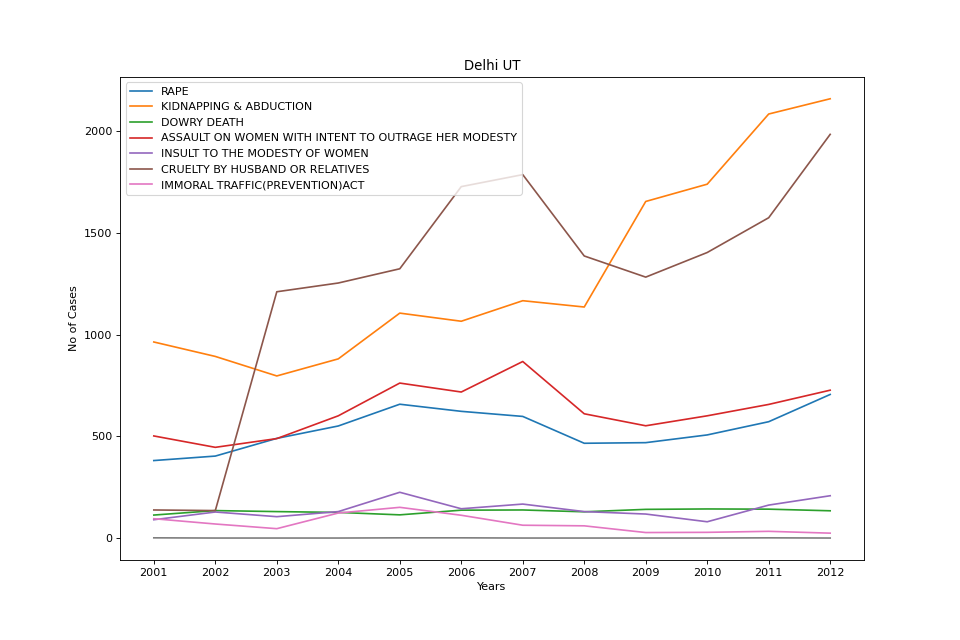 Delhi UT
RAPE
KIDNAPPING & ABDUCTION
DOWRY DEATH
ASSAULT ON WOMEN WITH INTENT TO OUTRAGE HER MODESTY
INSULT TO THE MODESTY OF WOMEN
CRUELTY BY HUSBAND OR RELATIVES
IMMORAL TRAFFIC(PREVENTION)ACT
No of Cases
2000
1500
1000
500
0
2001 2002 2003 2004 2005 2006 2007 2008 2009 2010 2011 2012
Years